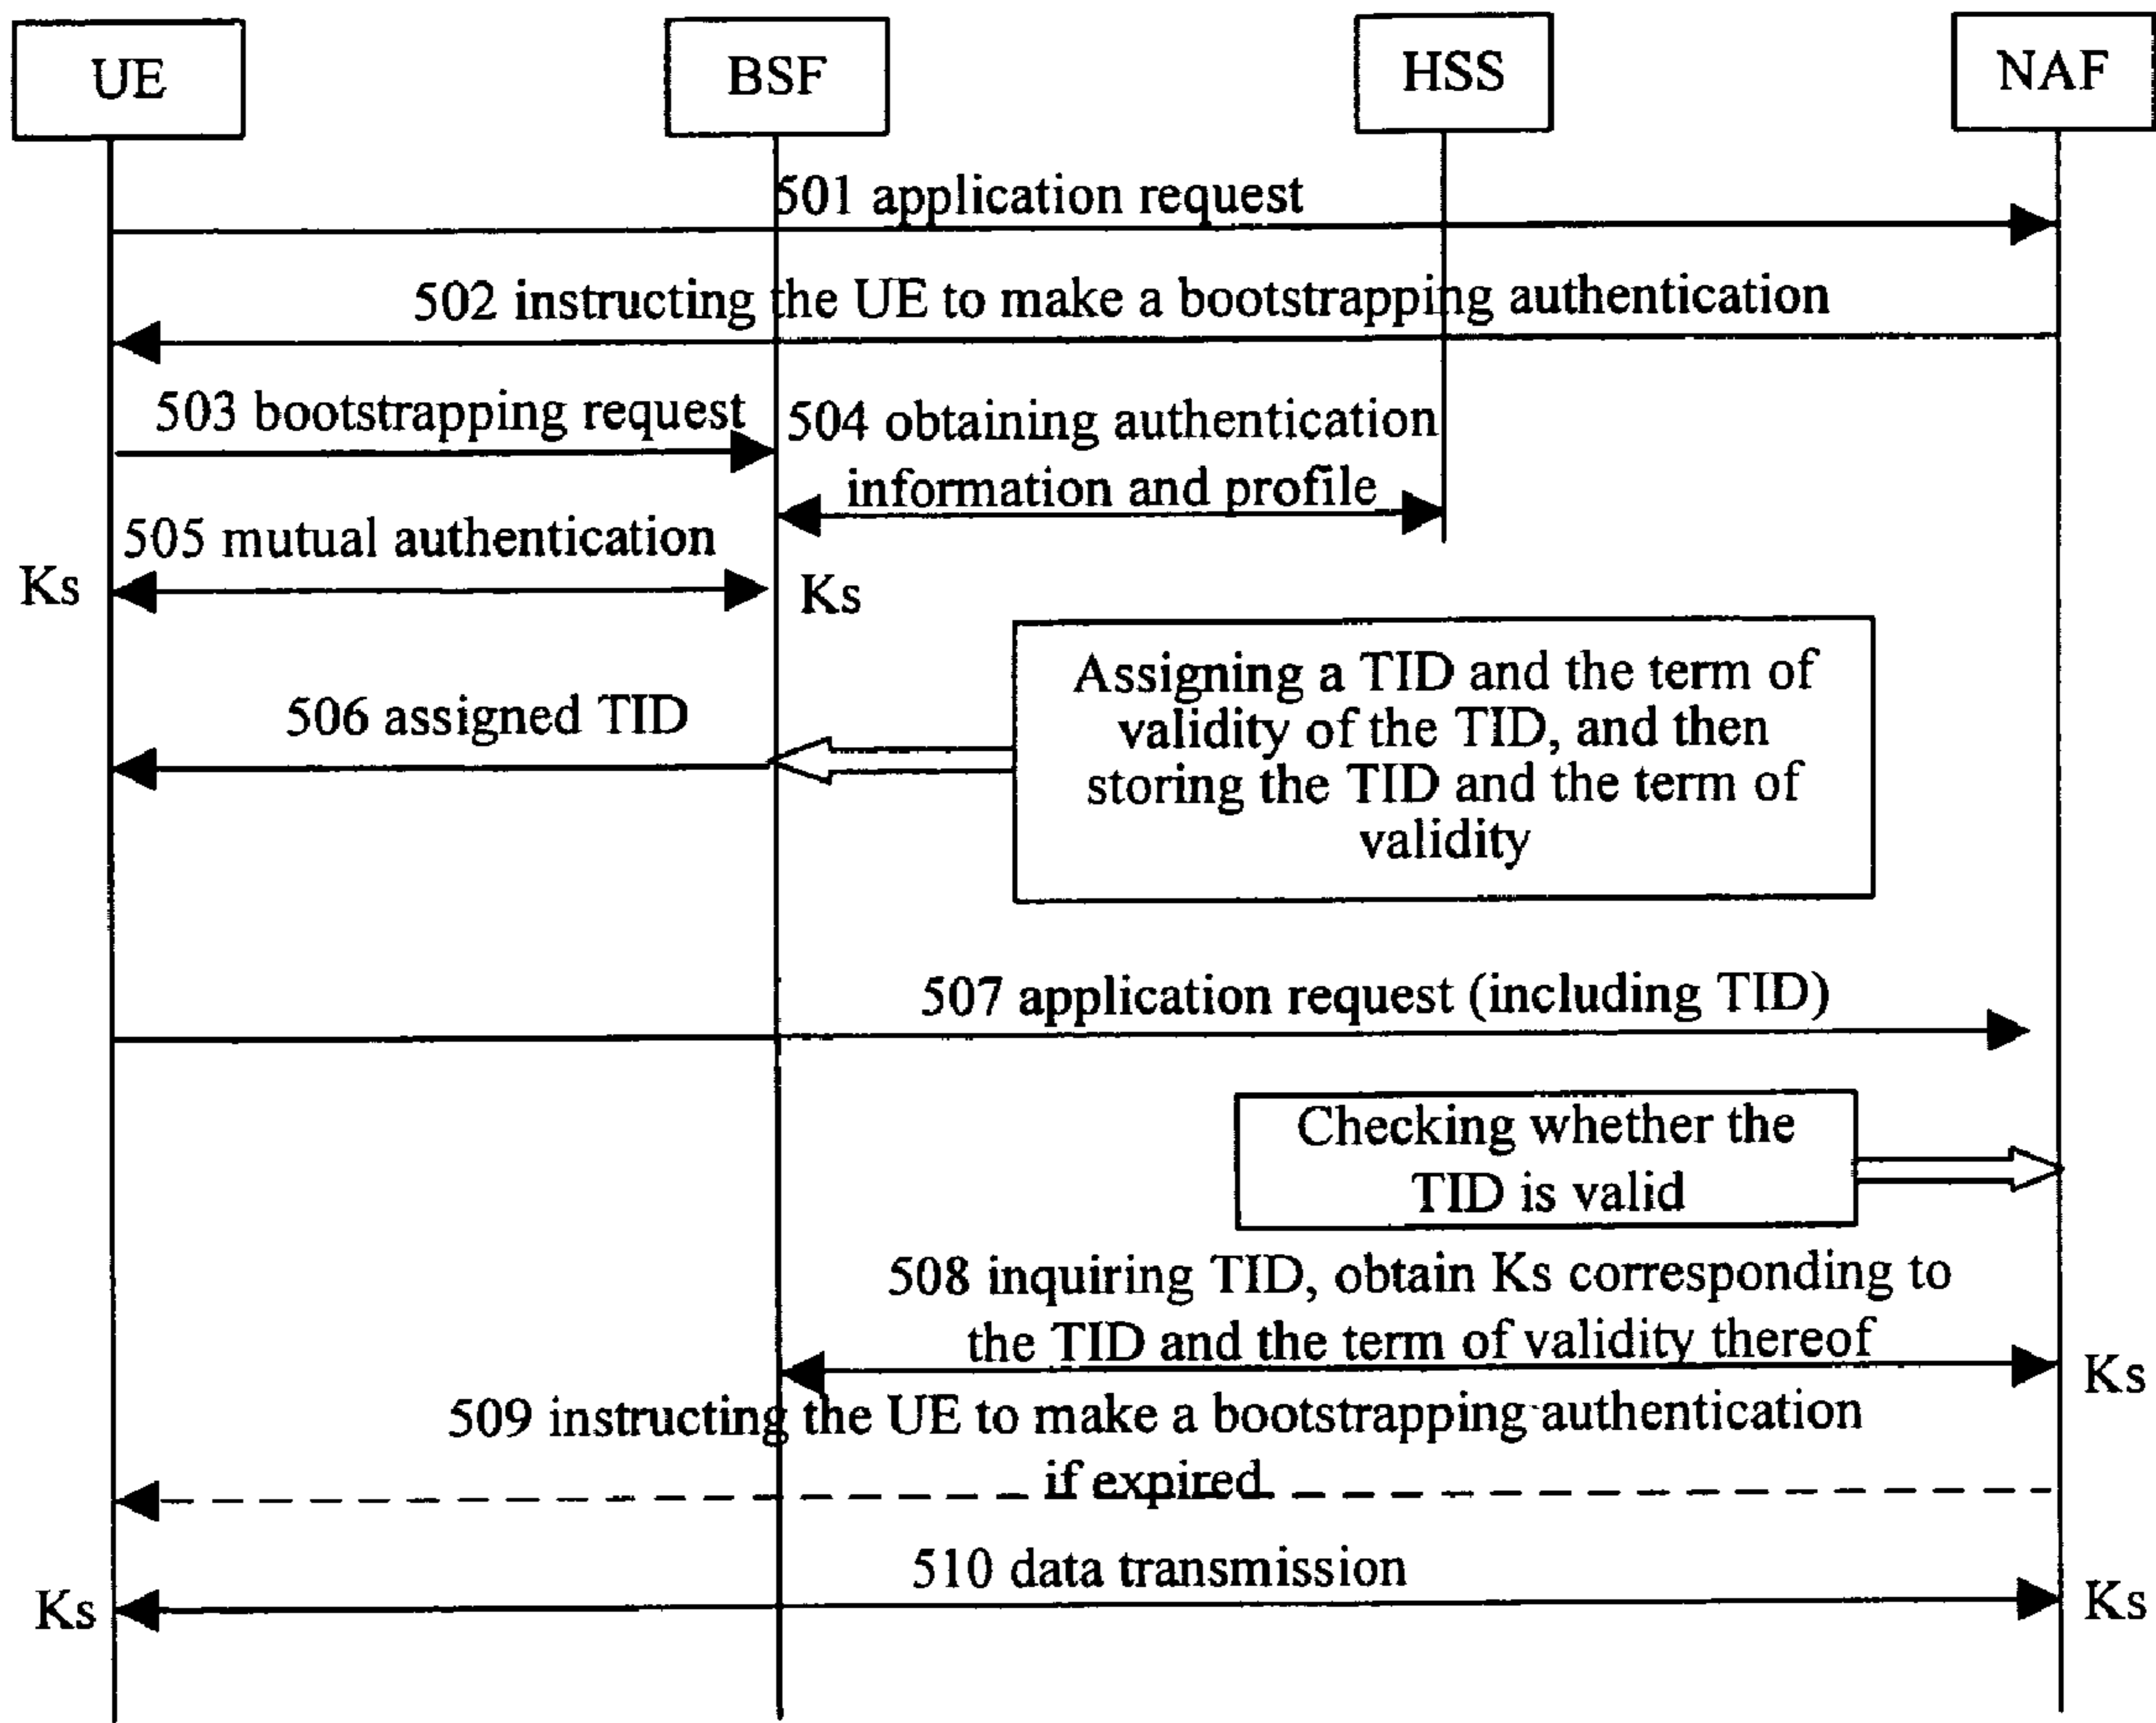 UE
BSF
HSS
NAF
501 application request
502 instructing the UE to make a bootstrapping authentication
503 bootstrapping request
504 obtaining authentication
information and profile
505 mutual authentication
Ks
Ks
Assigning a TID and the term of
validity of the TID, and then
storing the TID and the term of
validity
506 assigned TID
507 application request (including TID)
Checking whether the
TID is valid
508 inquiring TID, obtain Ks corresponding to
the TID and the term of validity thereof
Ks
509 instructing the UE to make a bootstrapping authentication
if expired
510 data transmission
Ks
Ks